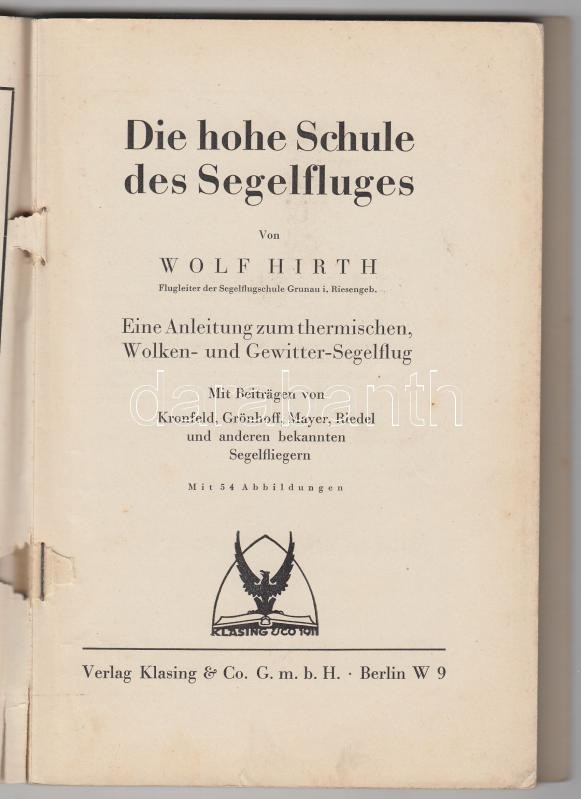 Die hohe Schule
des Segelfluges
Von
WOLF HIRTH
Flugleiter der Segelflugschule Grunau i. Riesengeb.
Eine Anleitung zum thermischen,
Wolken- und Gewitter-Segelflug
darabanth
Mit Beiträgen von
Kronfeld, Grönhoff, Mayer, Riedel
und anderen bekannten
Segelfliegern
Mit 54 Abbildungen
KLASING & CO 1911
Verlag Klasing & Co. G. m. b. H. · Berlin W 9